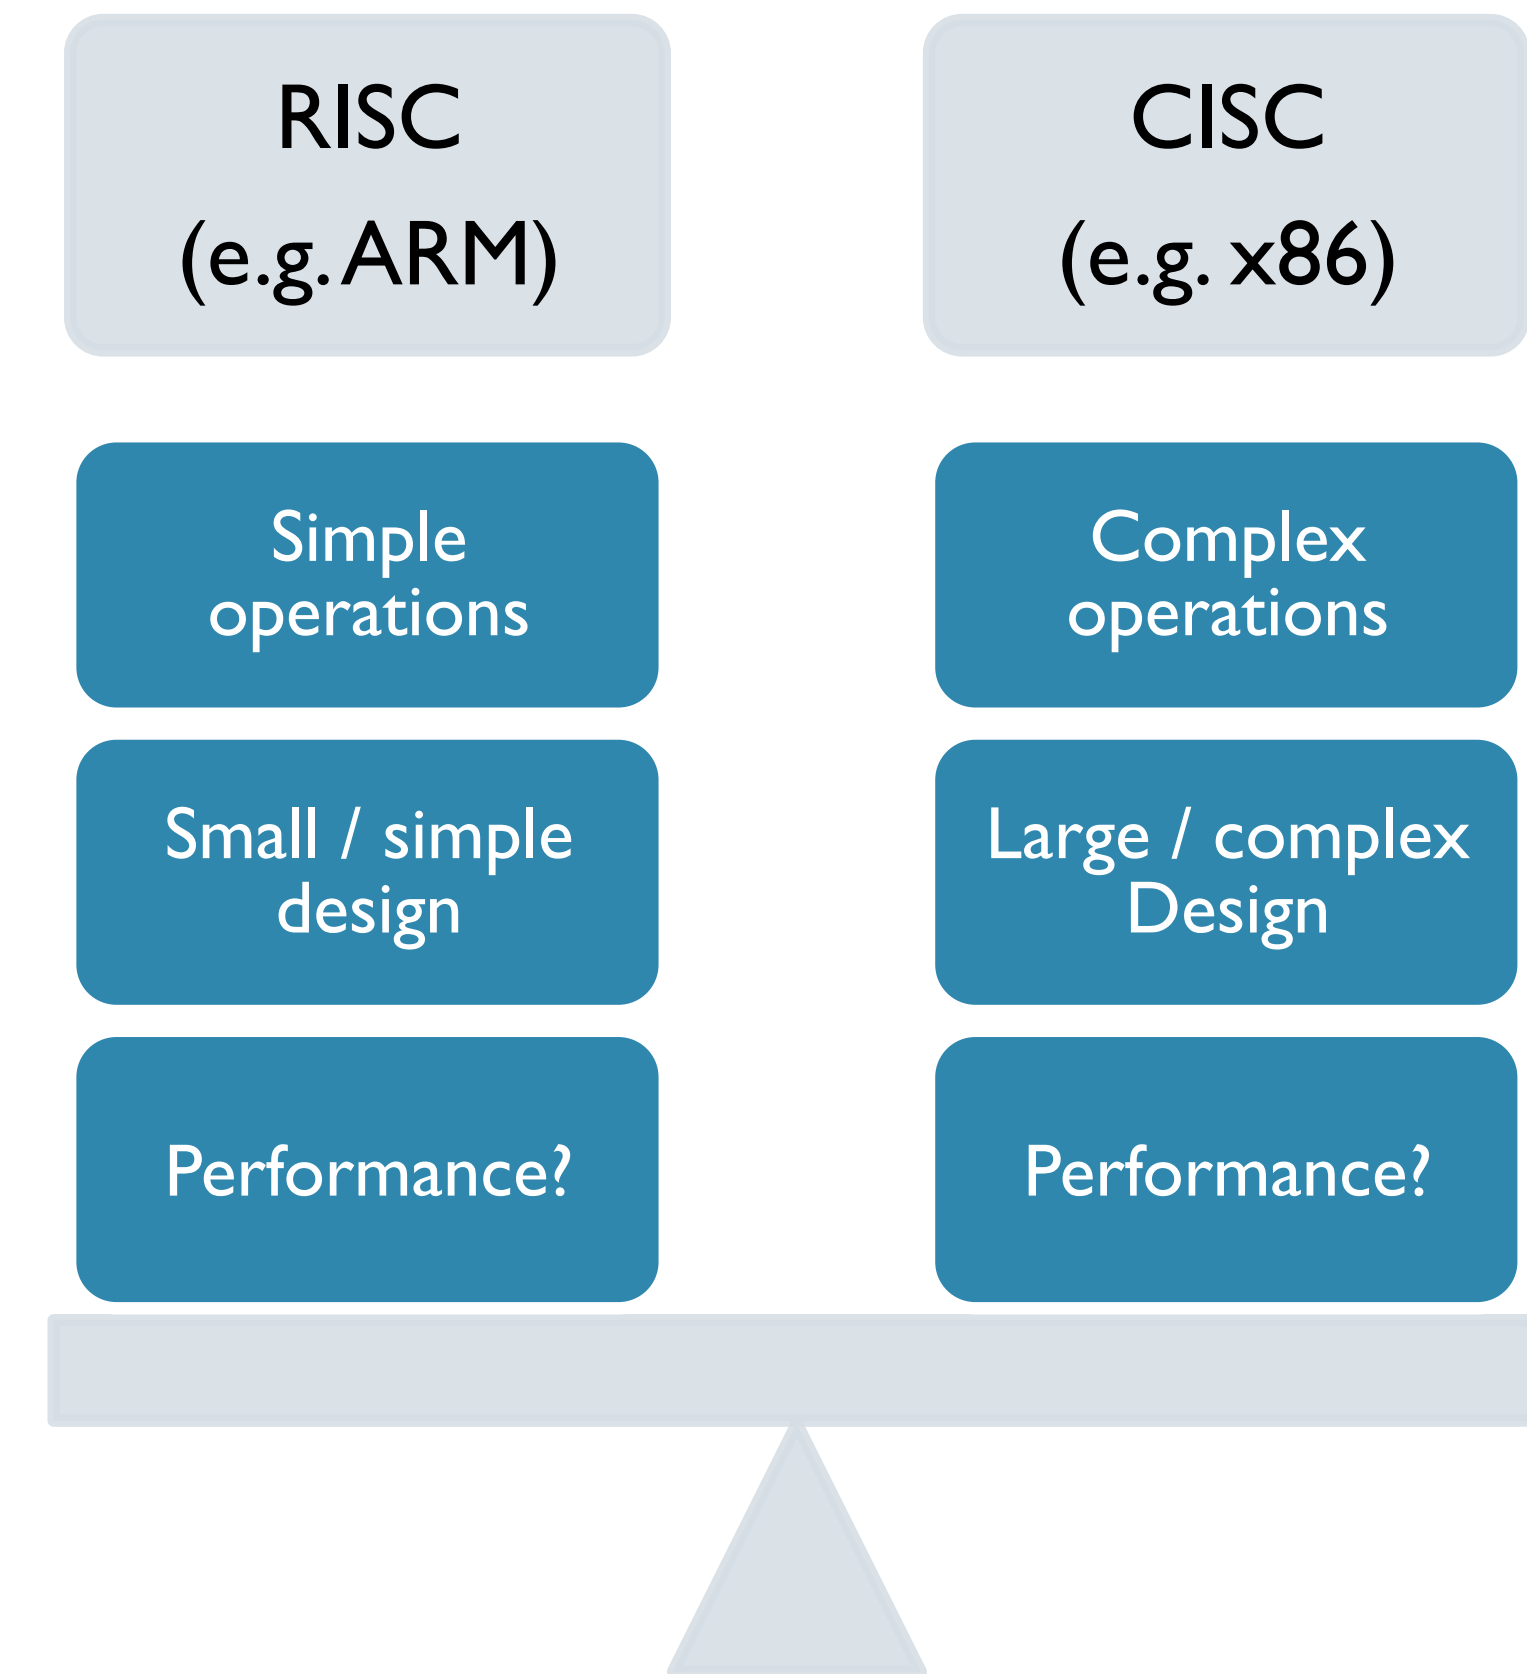 RISC
(e.g. ARM)
Simple
operations
Small / simple
design
Performance?
CISC
(e.g. x86)
Complex
operations
Large / complex
Design
Performance?